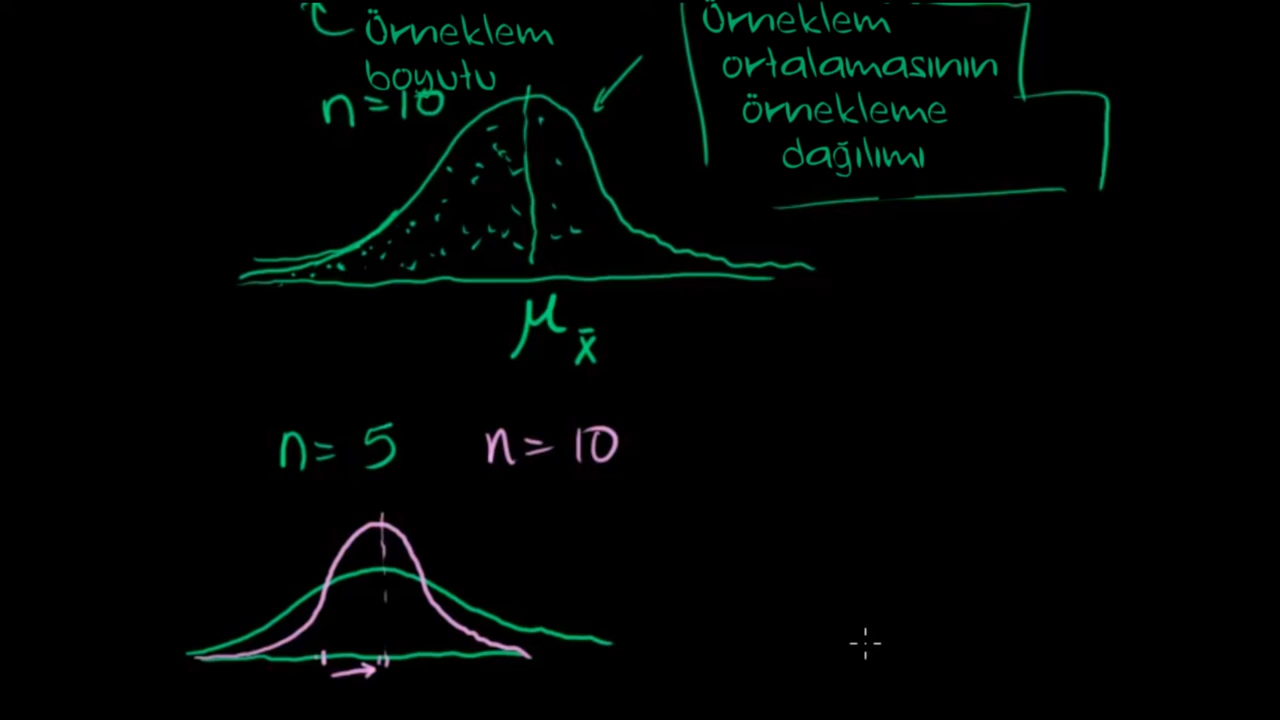 Örneklem
boyutu
n = 10
Örneklem
ortalamasının
örnekleme
dağılımı
μx̄
n = 5
n = 10